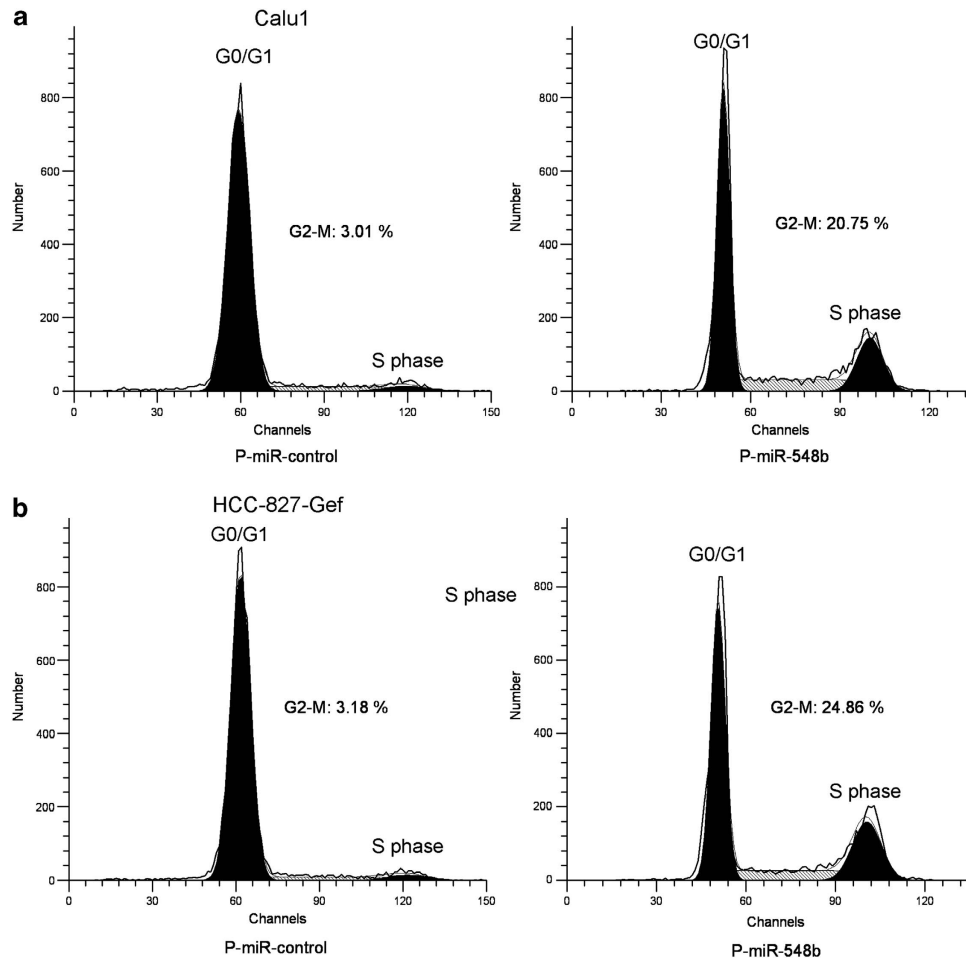 a
Calu1
G0/G1
800
600
400
200
0
Number
G2-M: 3.01 %
S phase
0 30 60 90 120 150
Channels
P-miR-control
G0/G1
800
600
400
200
0
Number
G2-M: 20.75 %
S phase
0 30 60 90 120
Channels
P-miR-548b
b
HCC-827-Gef
G0/G1
800
600
400
200
0
Number
G2-M: 3.18 %
S phase
0 30 60 90 120 150
Channels
P-miR-control
S phase
G0/G1
800
600
400
200
0
Number
G2-M: 24.86 %
S phase
0 30 60 90 120
Channels
P-miR-548b